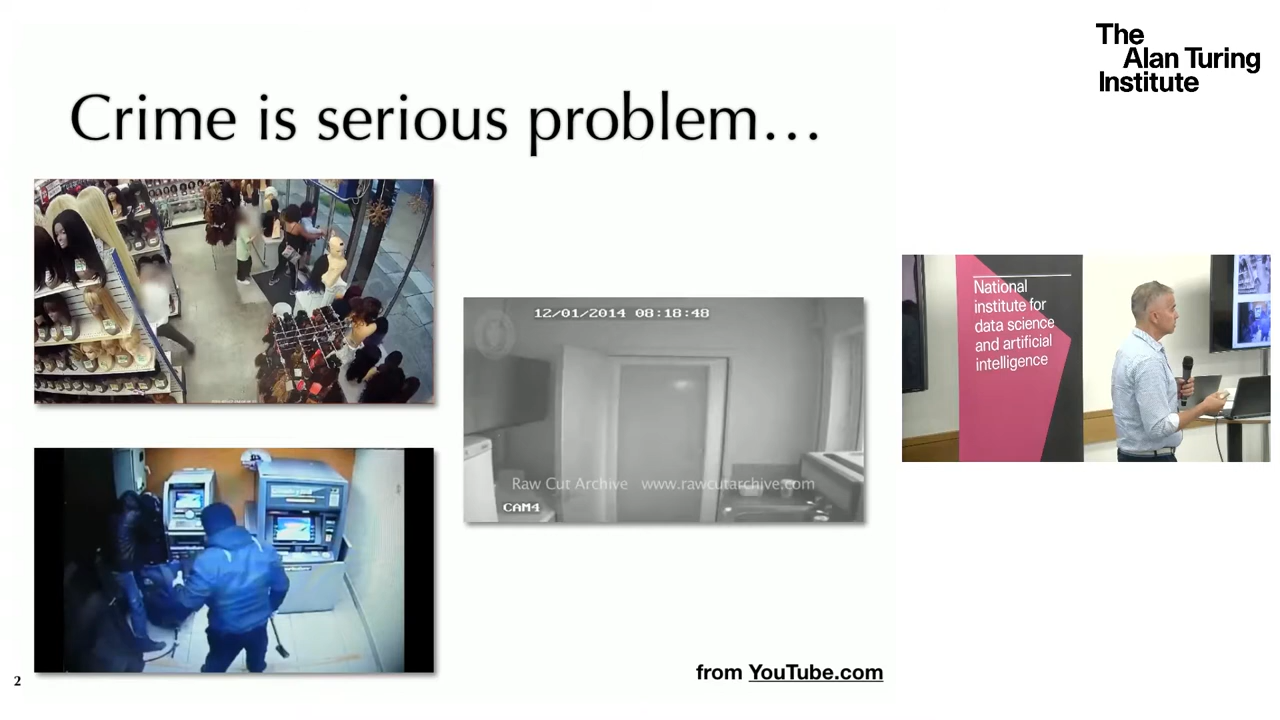 The
Alan Turing
Institute
Crime is serious problem...
12/01/2014 08:18:48
Raw Cut Archive www.rawcutarchive.com
CAM4
National
institute for
data science
and artificial
intelligence
from YouTube.com
2